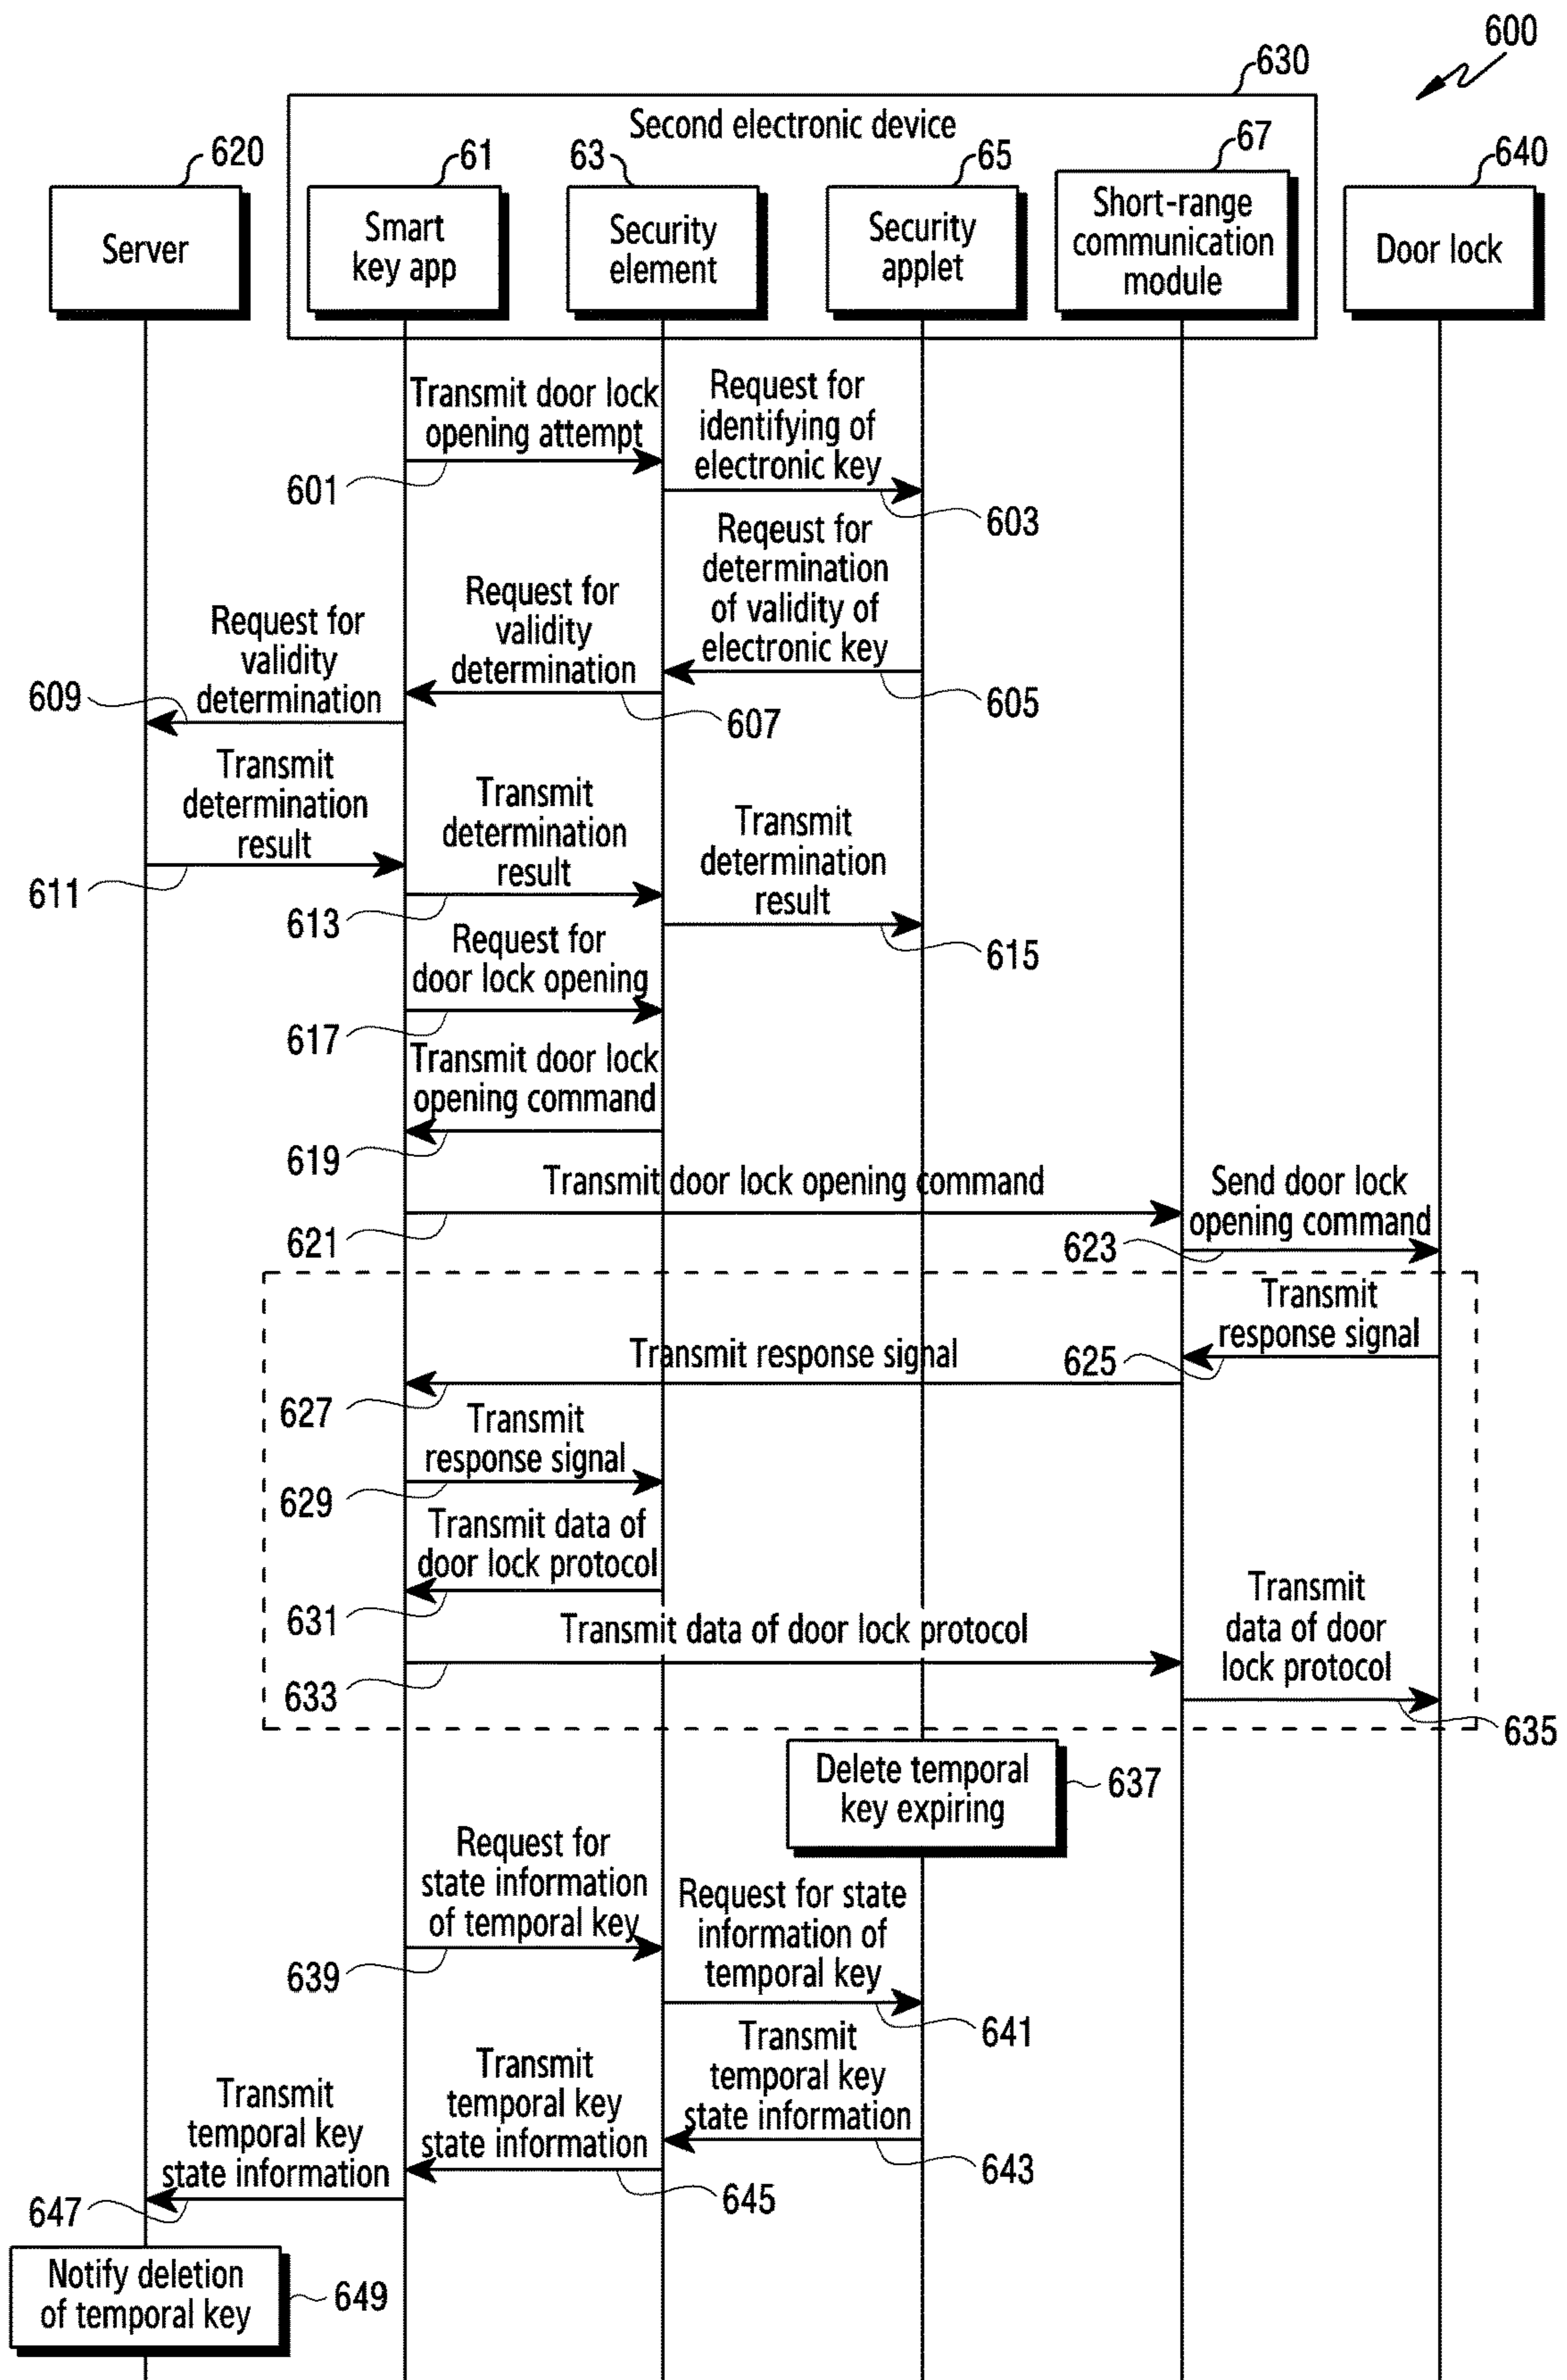 600
630
Second electronic device
620
61
63
65
67
640
Server
Smart
key app
Security
element
Security
applet
Short-range
communication
module
Door lock
Transmit door lock
opening attempt
601
Request for
identifying of
electronic key
603
Reqeust for
determination
of validity of
electronic key
605
Request for
validity
determination
607
Request for
validity
determination
609
Transmit
determination
result
611
Transmit
determination
result
613
Transmit
determination
result
615
Request for
door lock opening
617
Transmit door lock
opening command
619
Transmit door lock opening command
621
Send door lock
opening command
623
Transmit
response signal
625
Transmit response signal
627
Transmit
response signal
629
Transmit data of
door lock protocol
631
Transmit data of door lock protocol
633
Transmit
data of door
lock protocol
635
Delete temporal
key expiring
637
Request for
state information
of temporal key
639
Request for state
information of
temporal key
641
Transmit
temporal key
state information
643
Transmit
temporal key
state information
645
Transmit
temporal key
state information
647
Notify deletion
of temporal key
649